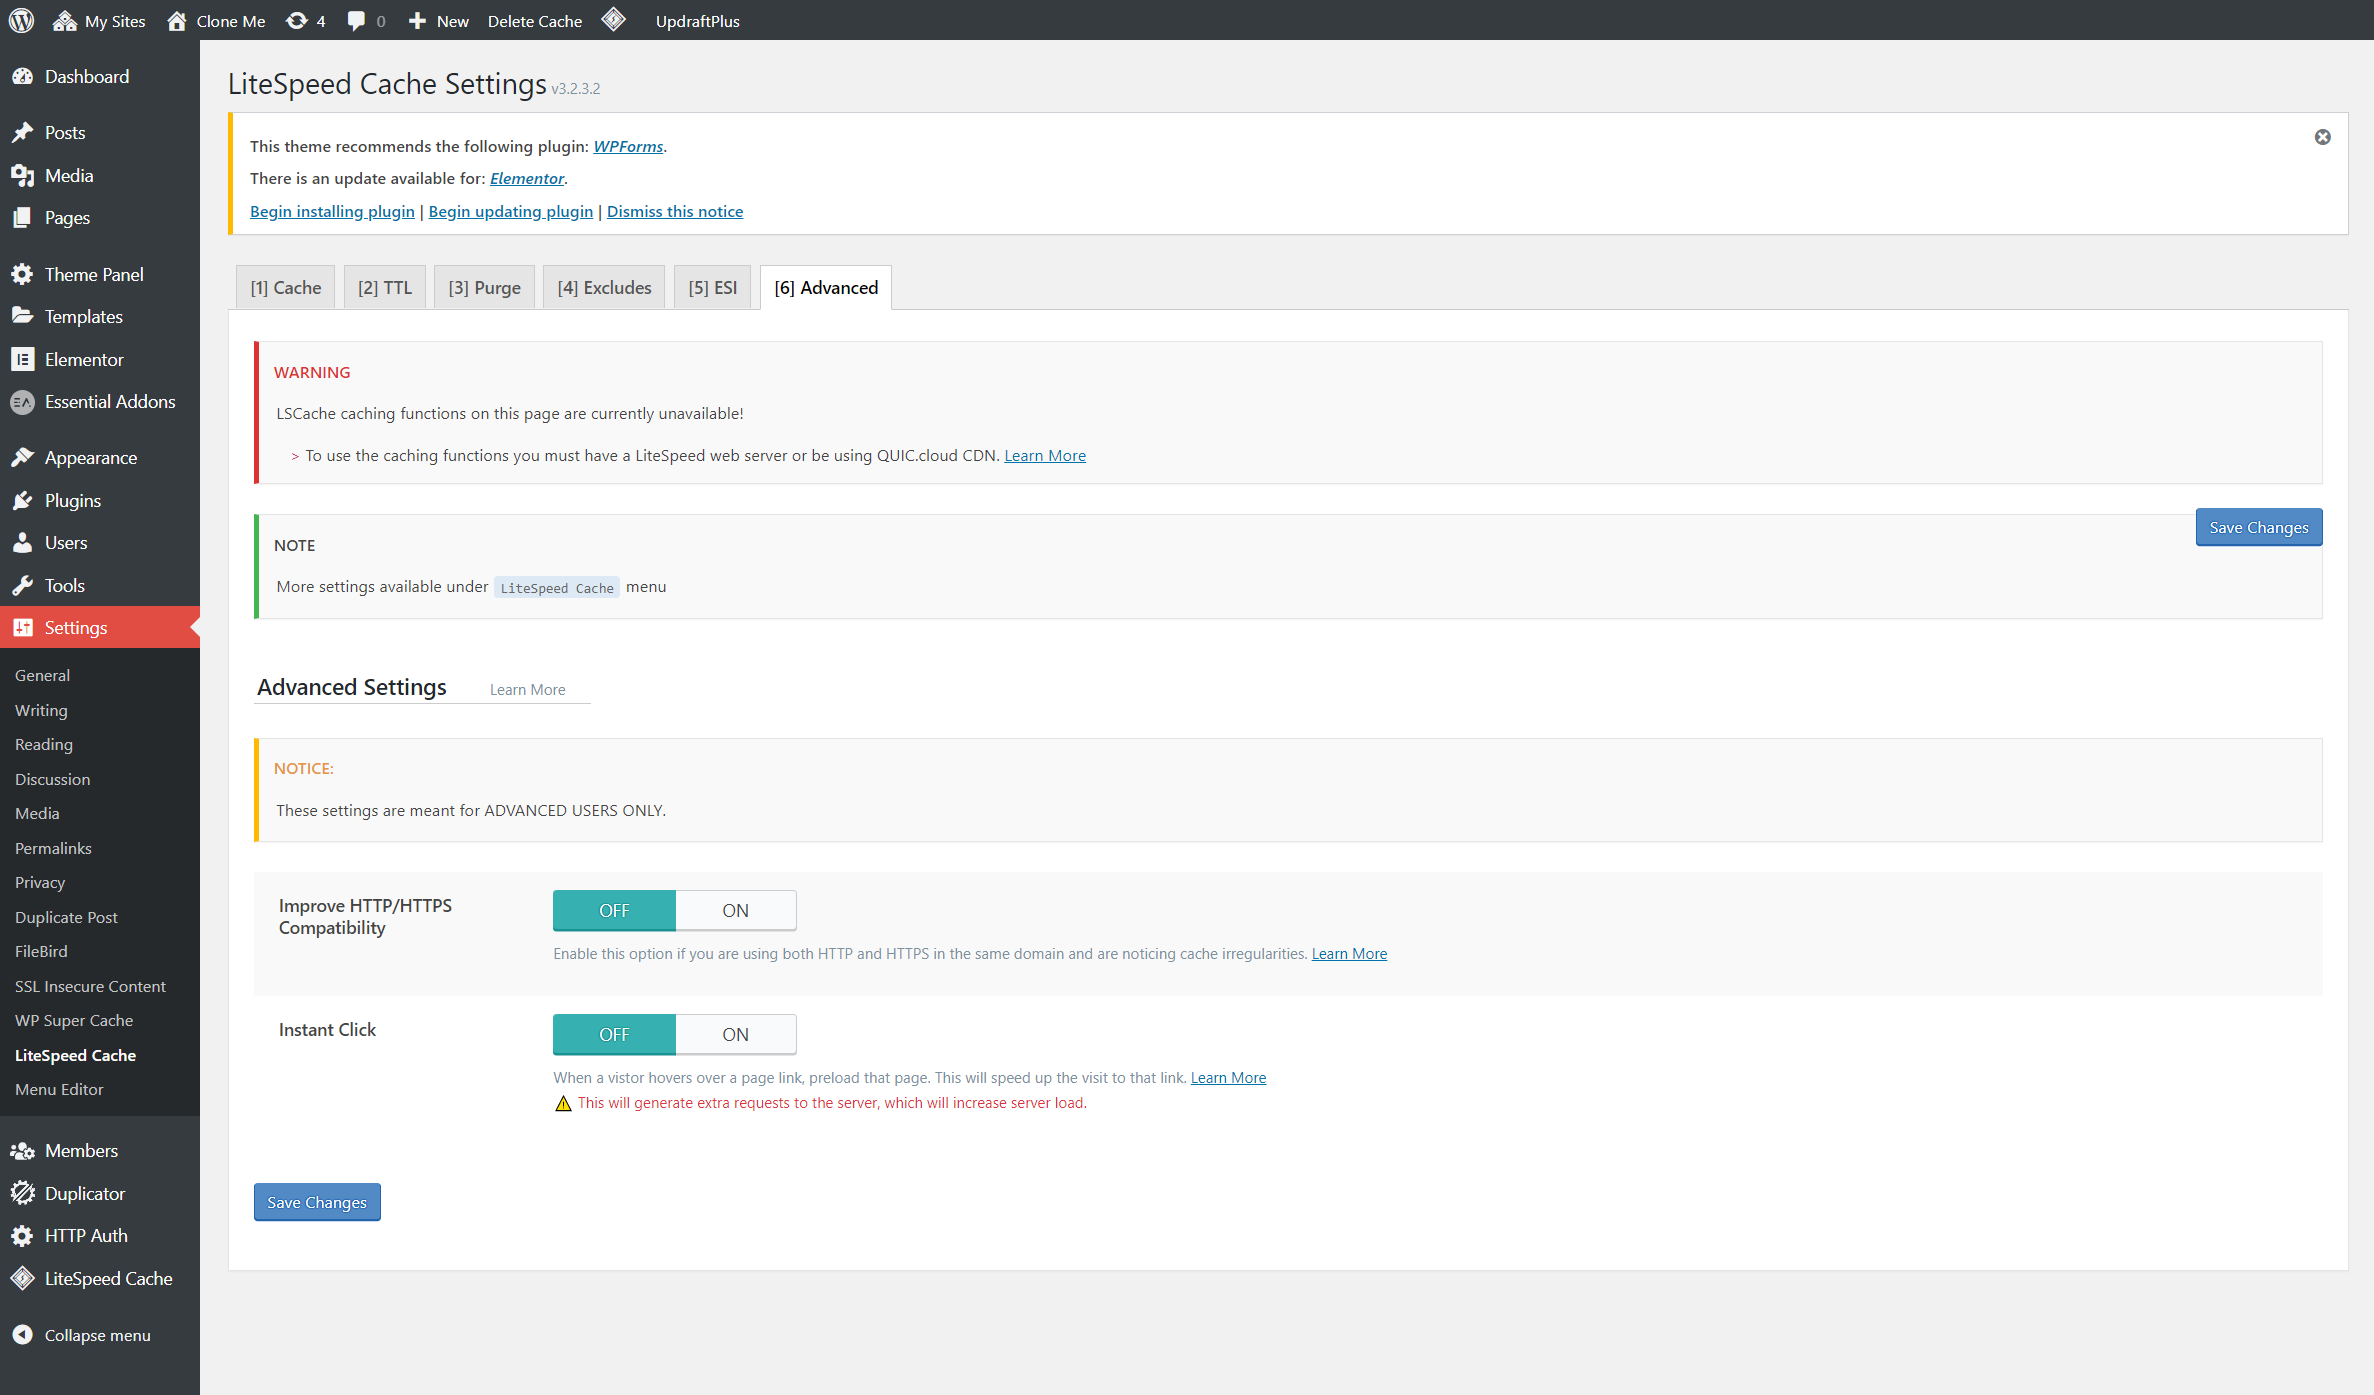 My Sites Clone Me 4 0 New Delete Cache UpdraftPlus
Dashboard
Posts
Media
Pages
Theme Panel
Templates
Elementor
Essential Addons
Appearance
Plugins
Users
Tools
Settings
General
Writing
Reading
Discussion
Media
Permalinks
Privacy
Duplicate Post
FileBird
SSL Insecure Content
WP Super Cache
LiteSpeed Cache
Menu Editor
Members
Duplicator
HTTP Auth
LiteSpeed Cache
Collapse menu
LiteSpeed Cache Settings v3.2.3.2
This theme recommends the following plugin: WPForms.
There is an update available for: Elementor.
Begin installing plugin | Begin updating plugin | Dismiss this notice
[1] Cache [2] TTL [3] Purge [4] Excludes [5] ESI [6] Advanced
WARNING
LSCache caching functions on this page are currently unavailable!
> To use the caching functions you must have a LiteSpeed web server or be using QUIC.cloud CDN. Learn More
Save Changes
NOTE
More settings available under LiteSpeed Cache menu
Advanced Settings Learn More
NOTICE:
These settings are meant for ADVANCED USERS ONLY.
Improve HTTP/HTTPS
Compatibility
OFF ON
Enable this option if you are using both HTTP and HTTPS in the same domain and are noticing cache irregularities. Learn More
Instant Click
OFF ON
When a vistor hovers over a page link, preload that page. This will speed up the visit to that link. Learn More
This will generate extra requests to the server, which will increase server load.
Save Changes